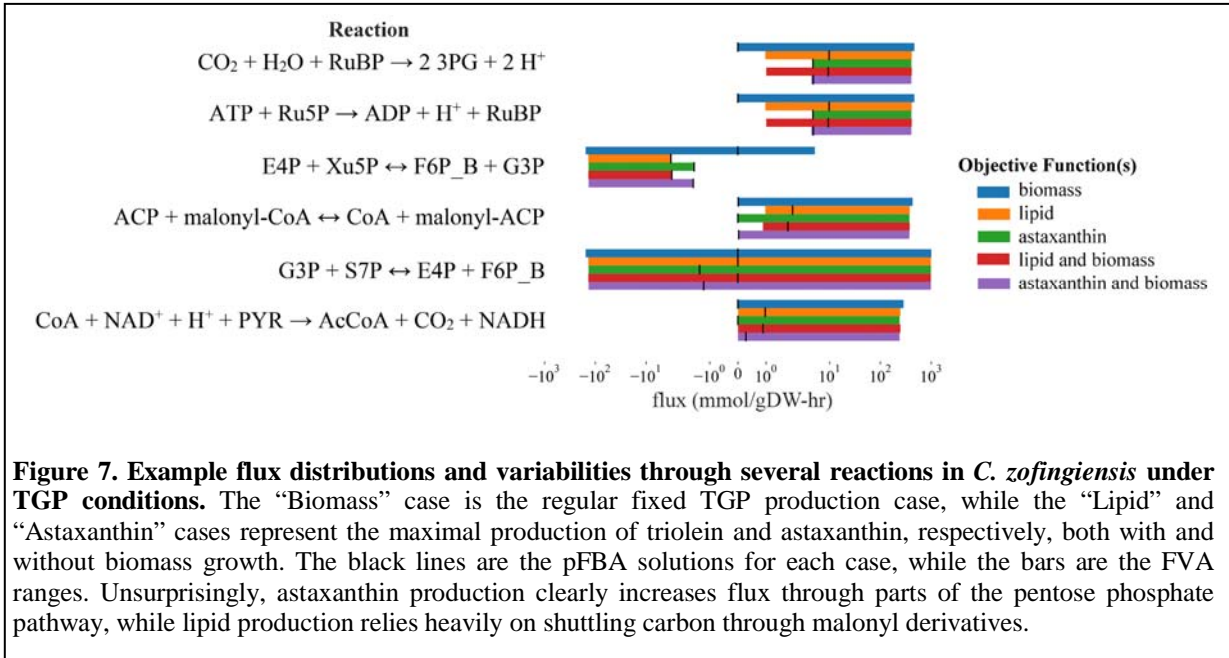 Reaction
CO₂ + H₂O + RuBP → 2 3PG + 2 H⁺
ATP + Ru5P → ADP + H⁺ + RuBP
E4P + Xu5P ↔ F6P_B + G3P
ACP + malonyl-CoA ↔ CoA + malonyl-ACP
G3P + S7P ↔ E4P + F6P_B
CoA + NAD⁺ + H⁺ + PYR → AcCoA + CO₂ + NADH
Objective Function(s)
biomass
lipid
astaxanthin
lipid and biomass
astaxanthin and biomass
−10³ −10² −10¹ −10⁰ 0 10⁰ 10¹ 10² 10³
flux (mmol/gDW-hr)
Figure 7. Example flux distributions and variabilities through several reactions in C. zofingiensis under
TGP conditions. The “Biomass” case is the regular fixed TGP production case, while the “Lipid” and
“Astaxanthin” cases represent the maximal production of triolein and astaxanthin, respectively, both with and
without biomass growth. The black lines are the pFBA solutions for each case, while the bars are the FVA
ranges. Unsurprisingly, astaxanthin production clearly increases flux through parts of the pentose phosphate
pathway, while lipid production relies heavily on shuttling carbon through malonyl derivatives.